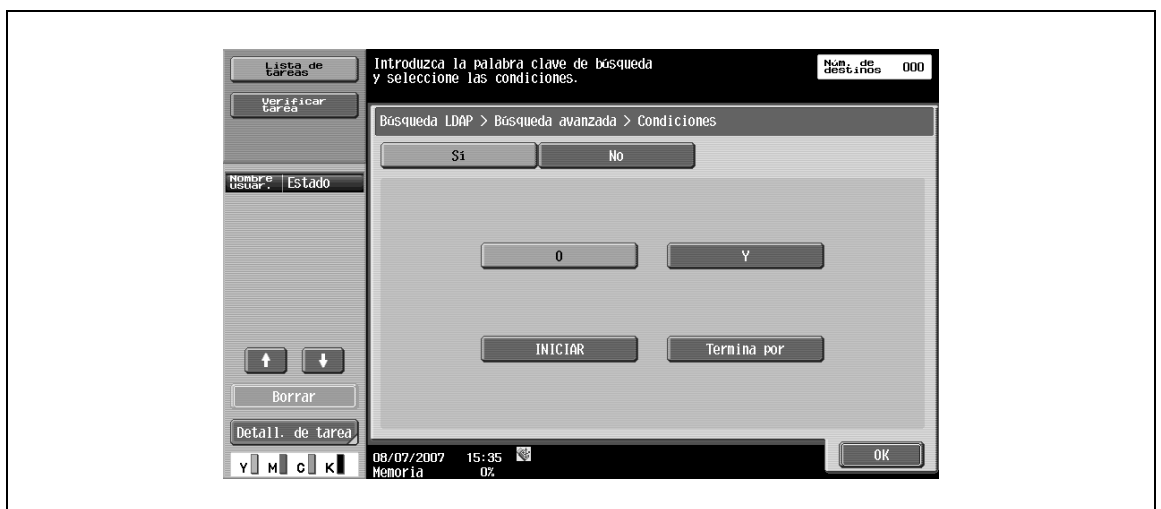 Lista de
tareas
Verificar
tarea
Nombre
usuar.
Estado
Borrar
Detall. de tarea
Y M C K
Introduzca la palabra clave de búsqueda
y seleccione las condiciones.
Núm. de
destinos
000
Búsqueda LDAP > Búsqueda avanzada > Condiciones
Sí No
O Y
INICIAR Termina por
08/07/2007 15:35
Memoria 0%
OK